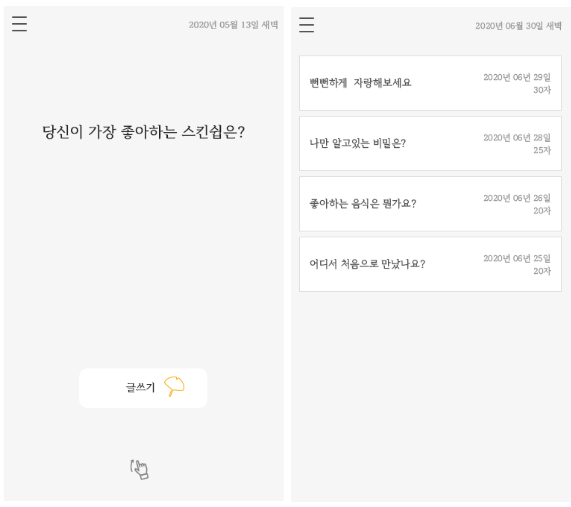 2020년 05월 13일 새벽
당신이 가장 좋아하는 스킨쉽은?
글쓰기
2020년 06월 30일 새벽
뻔뻔하게 자랑해보세요
2020년 06년 29일
30자
나만 알고있는 비밀은?
2020년 06년 28일
25자
좋아하는 음식은 뭔가요?
2020년 06년 26일
20자
어디서 처음으로 만났나요?
2020년 06년 25일
20자